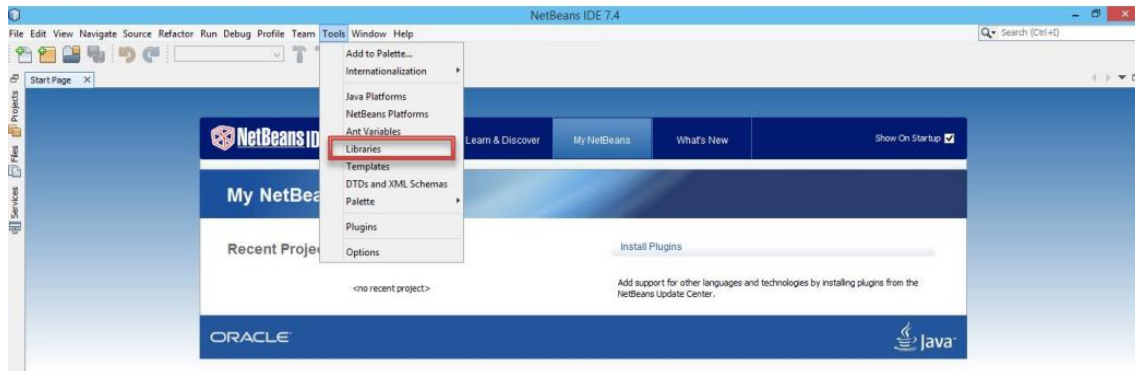 NetBeans IDE 7.4
File Edit View Navigate Source Refactor Run Debug Profile Team Tools Window Help
Search (Ctrl+I)
Start Page
Projects
Files
Services
Add to Palette...
Internationalization
Java Platforms
NetBeans Platforms
Ant Variables
Libraries
Templates
DTDs and XML Schemas
Palette
Plugins
Options
NetBeans ID
Learn & Discover
My NetBeans
What's New
Show On Startup
My NetBea
Recent Proje
<no recent project>
Install Plugins
Add support for other languages and technologies by installing plugins from the
NetBeans Update Center.
ORACLE
Java